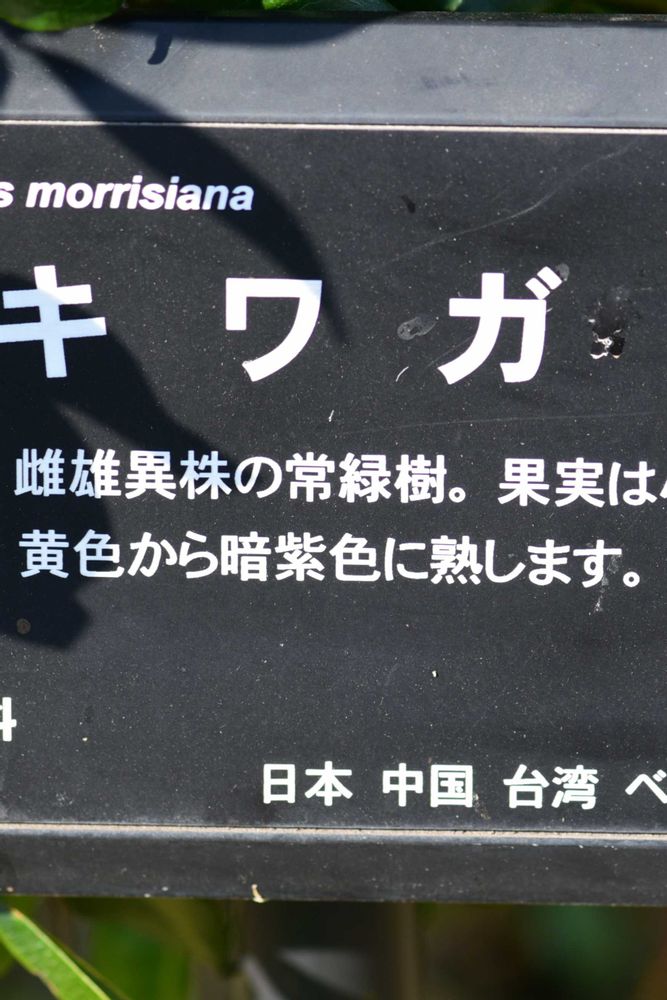 s morrisiana
キワガ
雌雄異株の常緑樹。果実は
黄色から暗紫色に熟します。
日本 中国 台湾 ベ